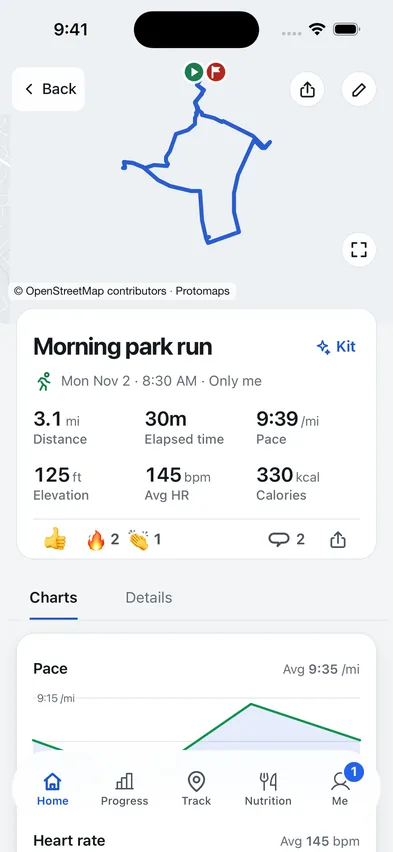 9:41
Back
© OpenStreetMap contributors · Protomaps
Morning park run
Kit
Mon Nov 2 · 8:30 AM · Only me
3.1 mi 30m 9:39 /mi
Distance Elapsed time Pace
125 ft 145 bpm 330 kcal
Elevation Avg HR Calories
2 1 2
Charts Details
Pace Avg 9:35 /mi
9:15 /mi
1
Home Progress Track Nutrition Me
Heart rate Avg 145 bpm